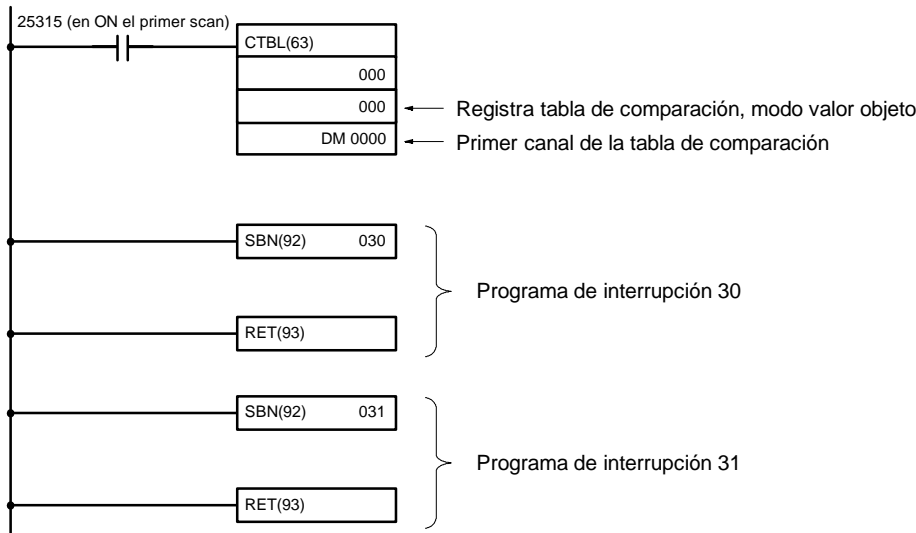 25315 (en ON el primer scan)
CTBL(63)
000
000
Registra tabla de comparación, modo valor objeto
DM 0000
Primer canal de la tabla de comparación
SBN(92) 030
Programa de interrupción 30
RET(93)
SBN(92) 031
Programa de interrupción 31
RET(93)